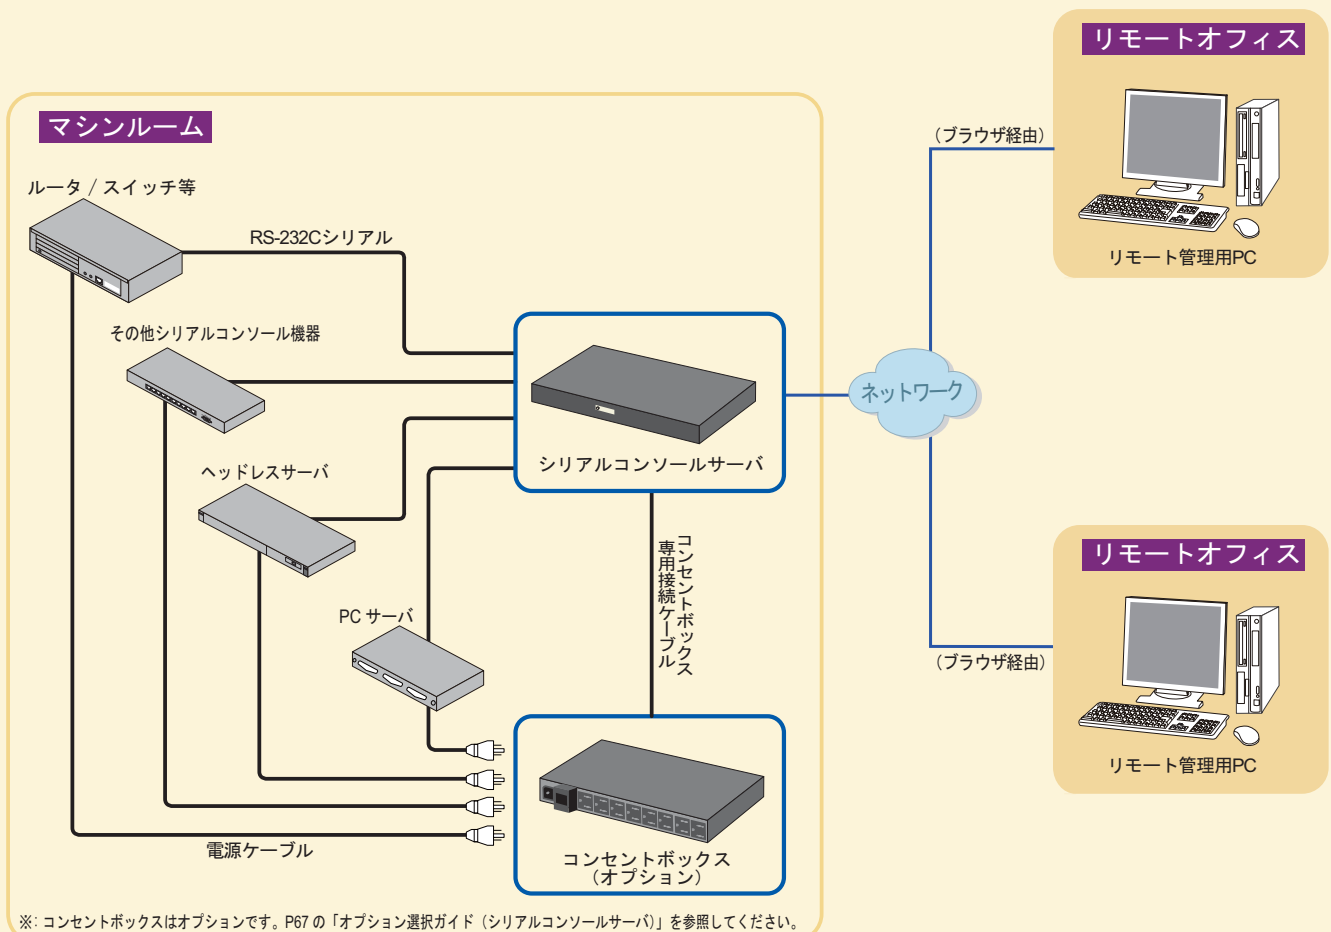 リモートオフィス
(ブラウザ経由)
リモート管理用PC
マシンルーム
ルータ / スイッチ等
RS-232Cシリアル
その他シリアルコンソール機器
ヘッドレスサーバ
PC サーバ
シリアルコンソールサーバ
ネットワーク
コンセントボックス
専用接続ケーブル
リモートオフィス
(ブラウザ経由)
リモート管理用PC
電源ケーブル
コンセントボックス
(オプション)
※: コンセントボックスはオプションです。P67 の「オプション選択ガイド(シリアルコンソールサーバ)」を参照してください。